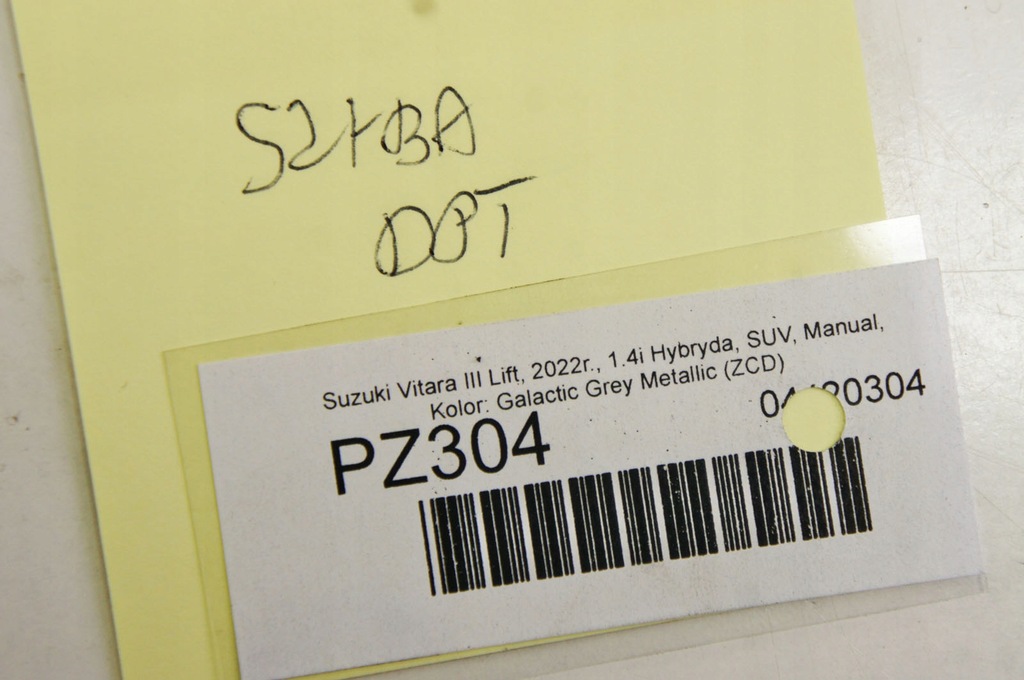 SZYBA
DPT
Suzuki Vitara III Lift, 2022r., 1.4i Hybryda, SUV, Manual,
Kolor: Galactic Grey Metallic (ZCD)
PZ304